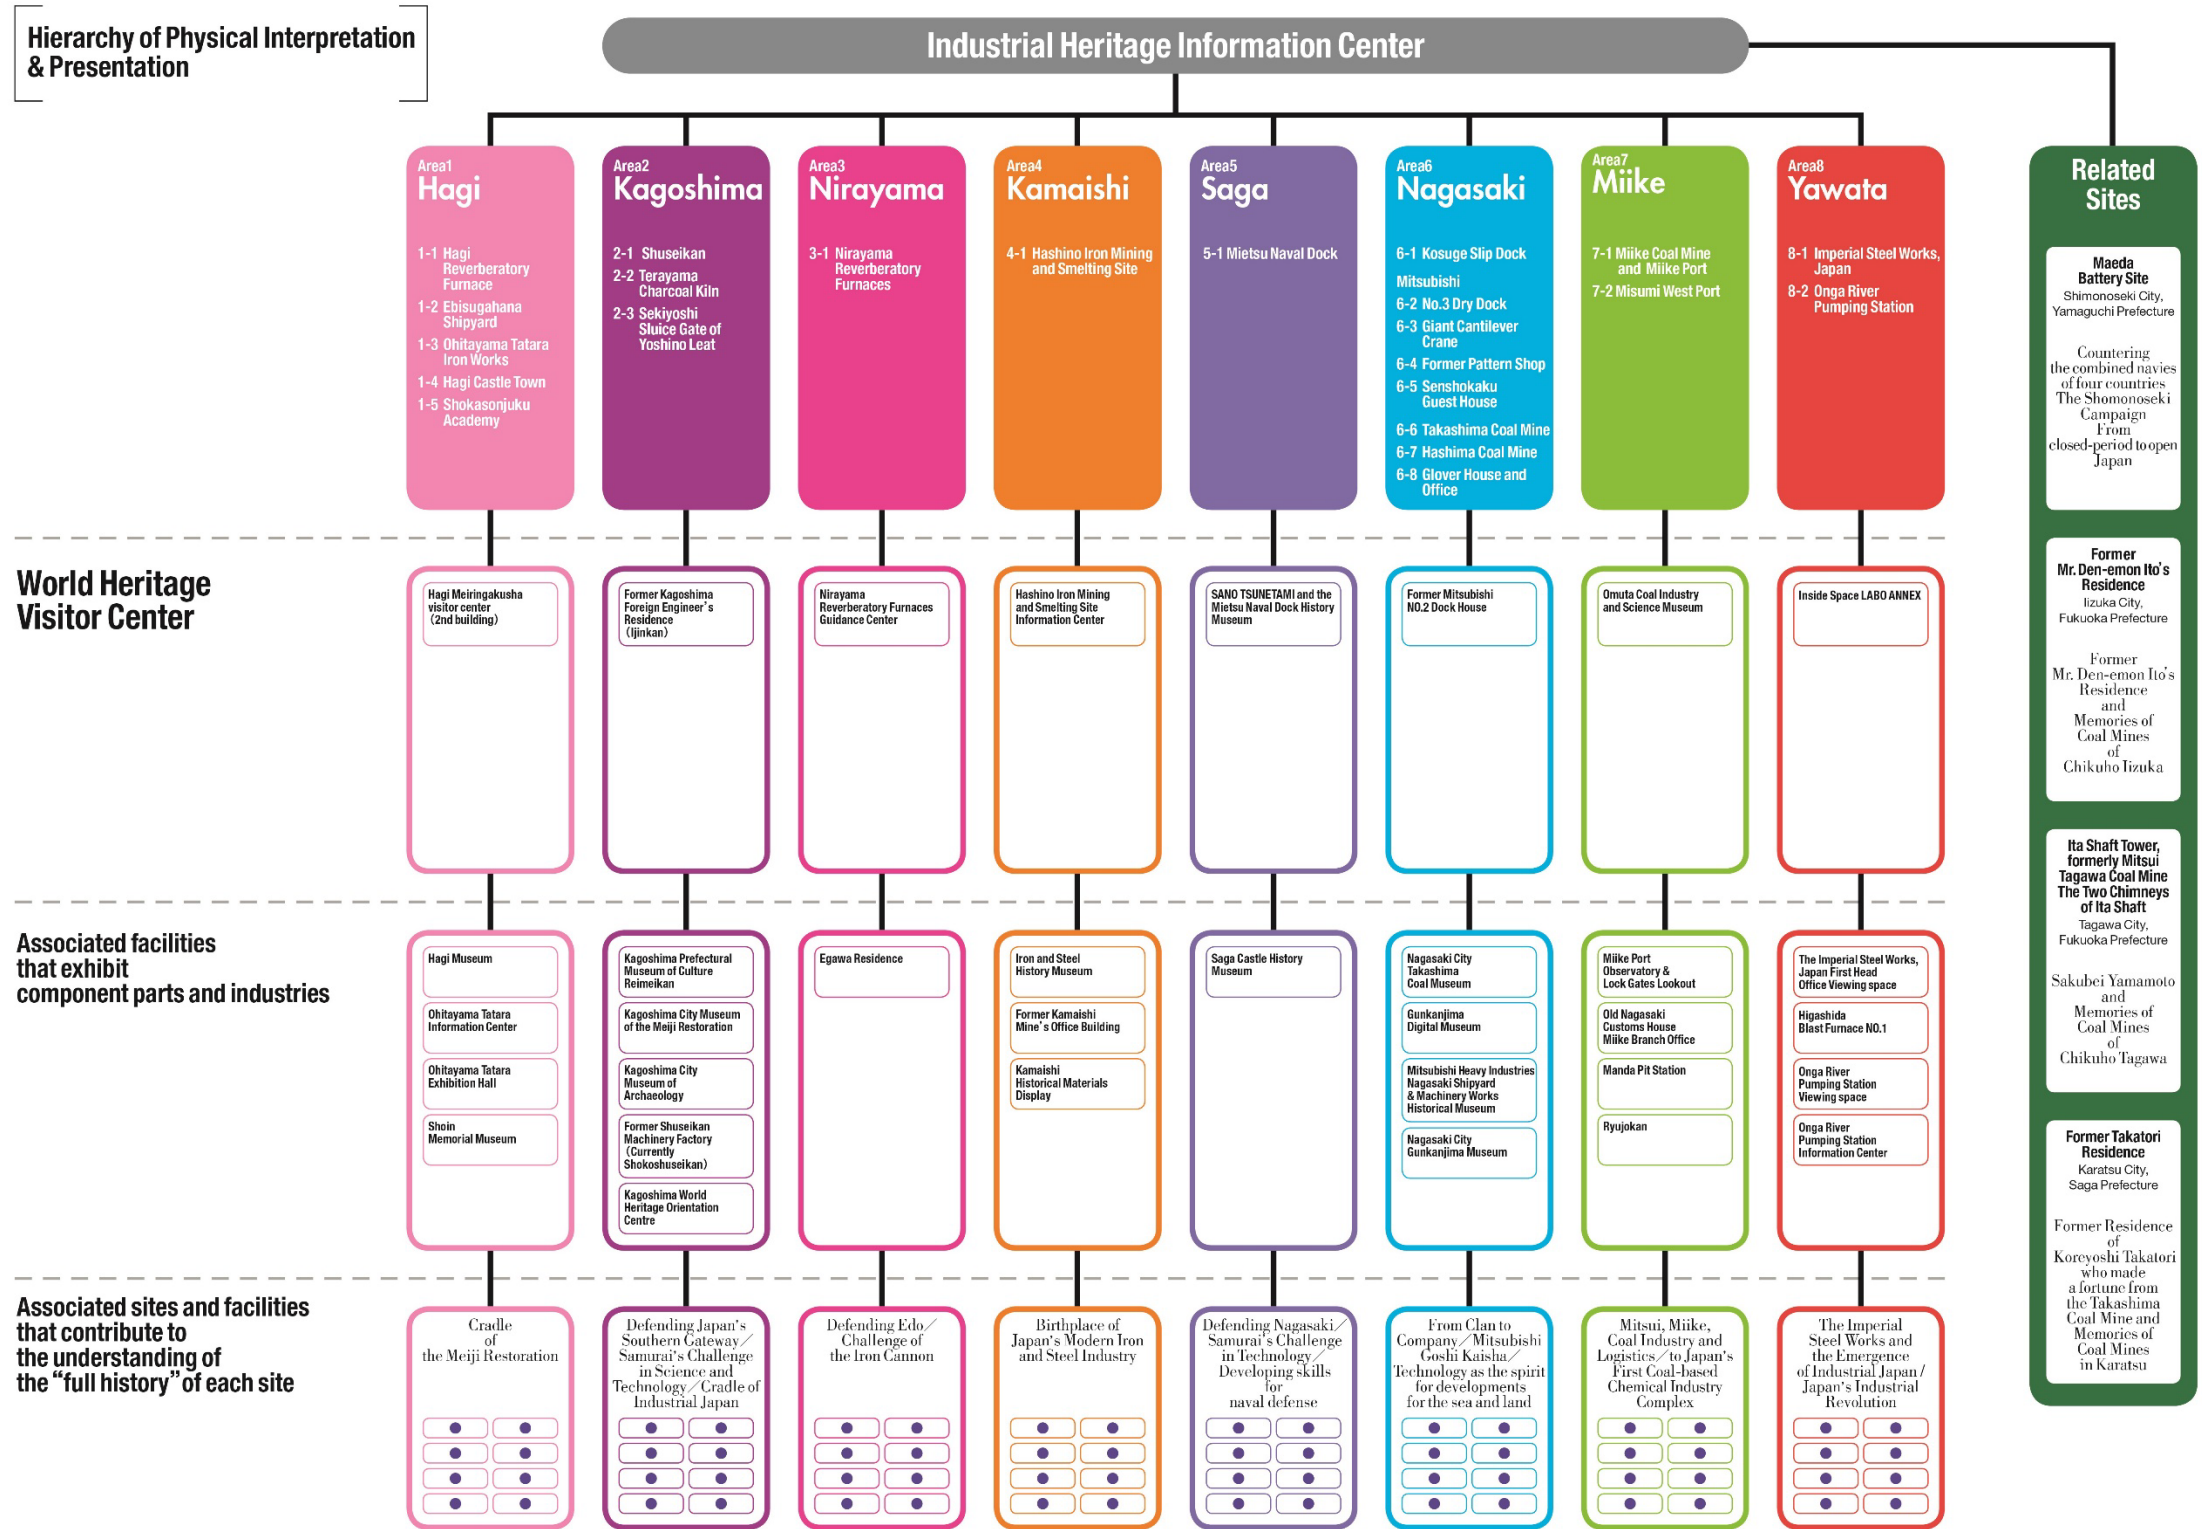 Hierarchy of Physical Interpretation
& Presentation
Industrial Heritage Information Center
Area1
Hagi
1-1 Hagi
Reverberatory
Furnace
1-2 Ebisugahana
Shipyard
1-3 Ohitayama Tatara
Iron Works
1-4 Hagi Castle Town
1-5 Shokasonjuku
Academy
Area2
Kagoshima
2-1 Shuseikan
2-2 Terayama
Charcoal Kiln
2-3 Sekiyoshi
Sluice Gate of
Yoshino Leat
Area3
Nirayama
3-1 Nirayama
Reverberatory
Furnaces
Area4
Kamaishi
4-1 Hashino Iron Mining
and Smelting Site
Area5
Saga
5-1 Mietsu Naval Dock
Area6
Nagasaki
6-1 Kosuge Slip Dock
Mitsubishi
6-2 No.3 Dry Dock
6-3 Giant Cantilever
Crane
6-4 Former Pattern Shop
6-5 Senshokaku
Guest House
6-6 Takashima Coal Mine
6-7 Hashima Coal Mine
6-8 Glover House and
Office
Area7
Miike
7-1 Miike Coal Mine
and Miike Port
7-2 Misumi West Port
Area8
Yawata
8-1 Imperial Steel Works,
Japan
8-2 Onga River
Pumping Station
Related
Sites
Maeda
Battery Site
Shimonoseki City,
Yamaguchi Prefecture
Countering
the combined navies
of four countries
The Shomonoseki
Campaign
From
closed-period to open
Japan
Former
Mr. Den-emon Ito's
Residence
Iizuka City,
Fukuoka Prefecture
Former
Mr. Den-emon Ito's
Residence
and
Memories of
Coal Mines
of
Chikuho Iizuka
Ita Shaft Tower,
formerly Mitsui
Tagawa Coal Mine
The Two Chimneys
of Ita Shaft
Tagawa City,
Fukuoka Prefecture
Sakubei Yamamoto
and
Memories of
Coal Mines
of
Chikuho Tagawa
Former Takatori
Residence
Karatsu City,
Saga Prefecture
Former Residence
of
Koreyoshi Takatori
who made
a fortune from
the Takashima
Coal Mine and
Memories of
Coal Mines
in Karatsu
World Heritage
Visitor Center
Hagi Meiringakusha
visitor center
(2nd building)
Former Kagoshima
Foreign Engineer's
Residence
(Ijinkan)
Nirayama
Reverberatory Furnaces
Guidance Center
Hashino Iron Mining
and Smelting Site
Information Center
SANO TSUNETAMI and the
Mietsu Naval Dock History
Museum
Former Mitsubishi
NO.2 Dock House
Omuta Coal Industry
and Science Museum
Inside Space LABO ANNEX
Associated facilities
that exhibit
component parts and industries
Hagi Museum
Ohitayama Tatara
Information Center
Ohitayama Tatara
Exhibition Hall
Shoin
Memorial Museum
Kagoshima Prefectural
Museum of Culture
Reimeikan
Kagoshima City Museum
of the Meiji Restoration
Kagoshima City
Museum of
Archaeology
Former Shuseikan
Machinery Factory
(Currently
Shokoshuseikan)
Kagoshima World
Heritage Orientation
Centre
Egawa Residence
Iron and Steel
History Museum
Former Kamaishi
Mine's Office Building
Kamaishi
Historical Materials
Display
Saga Castle History
Museum
Nagasaki City
Takashima
Coal Museum
Gunkanjima
Digital Museum
Mitsubishi Heavy Industries
Nagasaki Shipyard
& Machinery Works
Historical Museum
Nagasaki City
Gunkanjima Museum
Miike Port
Observatory &
Lock Gates Lookout
Old Nagasaki
Customs House
Miike Branch Office
Manda Pit Station
Ryujokan
The Imperial Steel Works,
Japan First Head
Office Viewing space
Higashida
Blast Furnace NO.1
Onga River
Pumping Station
Viewing space
Onga River
Pumping Station
Information Center
Associated sites and facilities
that contribute to
the understanding of
the “full history” of each site
Cradle
of
the Meiji Restoration
Defending Japan's
Southern Gateway/
Samurai's Challenge
in Science and
Technology/Cradle of
Industrial Japan
Defending Edo/
Challenge of
the Iron Cannon
Birthplace of
Japan's Modern Iron
and Steel Industry
Defending Nagasaki/
Samurai's Challenge
in Technology/
Developing skills
for
naval defense
From Clan to
Company/Mitsubishi
Goshi Kaisha/
Technology as the spirit
for developments
for the sea and land
Mitsui, Miike,
Coal Industry and
Logistics/to Japan's
First Coal-based
Chemical Industry
Complex
The Imperial
Steel Works and
the Emergence
of Industrial Japan/
Japan's Industrial
Revolution